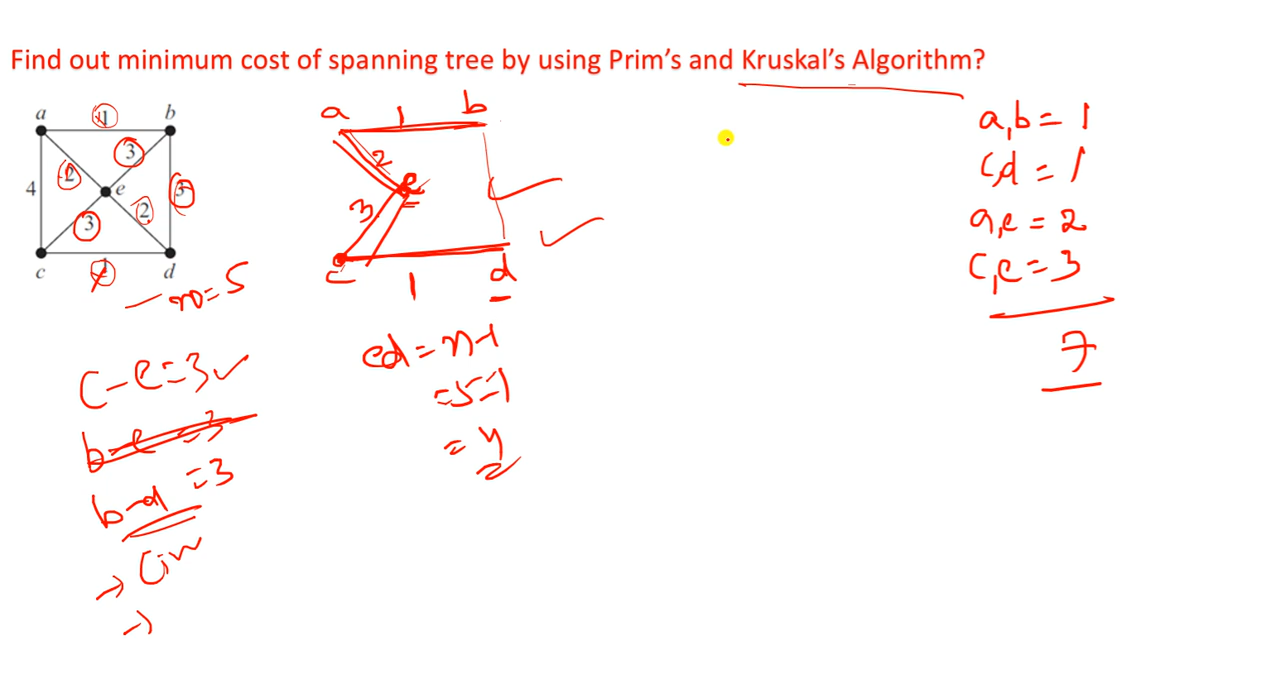 Find out minimum cost of spanning tree by using Prim's and Kruskal's Algorithm?
a b
4 2 3 e
3 2
c d
n=5
a 1 b
2
e
3
c 1 d
ed = n-1
= 5-1
= 4
c-e=3
b-e=3
b-d=3
a,b = 1
c,d = 1
a,e = 2
c,e = 3
7